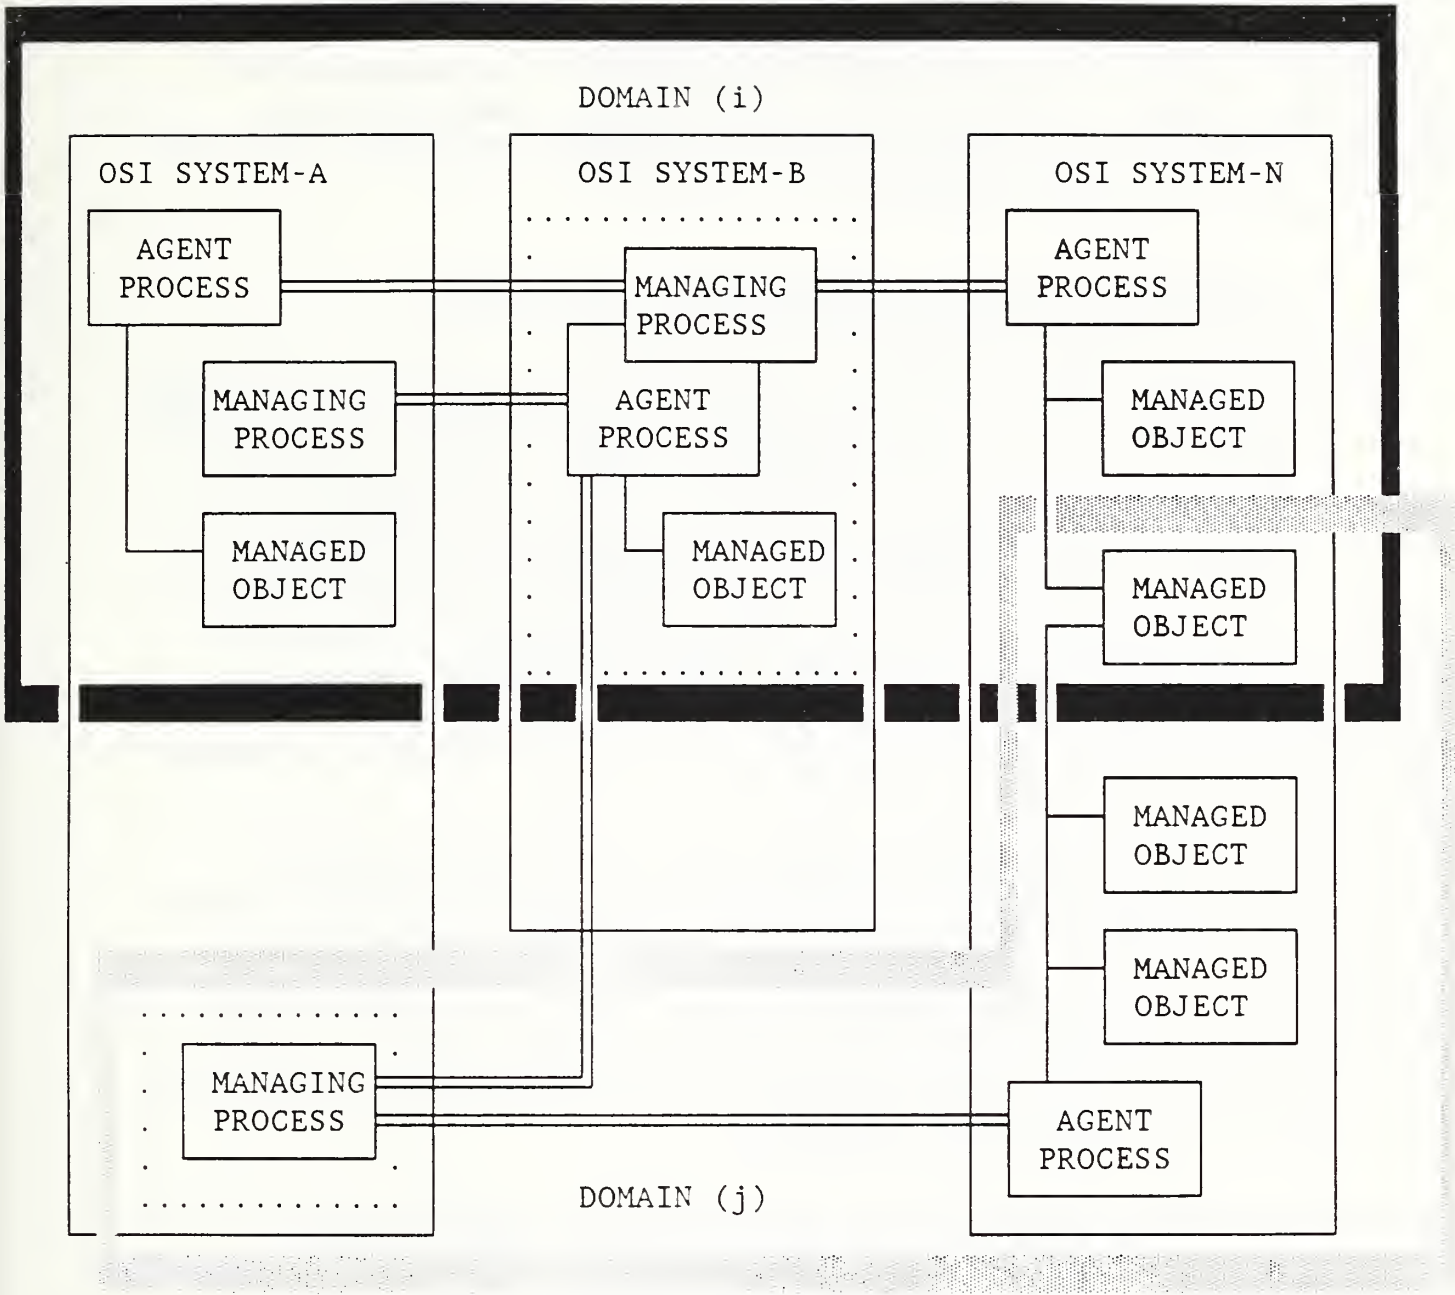 DOMAIN (i)
OSI SYSTEM-A
AGENT
PROCESS
MANAGING
PROCESS
MANAGED
OBJECT
OSI SYSTEM-B
MANAGING
PROCESS
AGENT
PROCESS
MANAGED
OBJECT
OSI SYSTEM-N
AGENT
PROCESS
MANAGED
OBJECT
MANAGED
OBJECT
MANAGED
OBJECT
MANAGED
OBJECT
MANAGING
PROCESS
AGENT
PROCESS
DOMAIN (j)